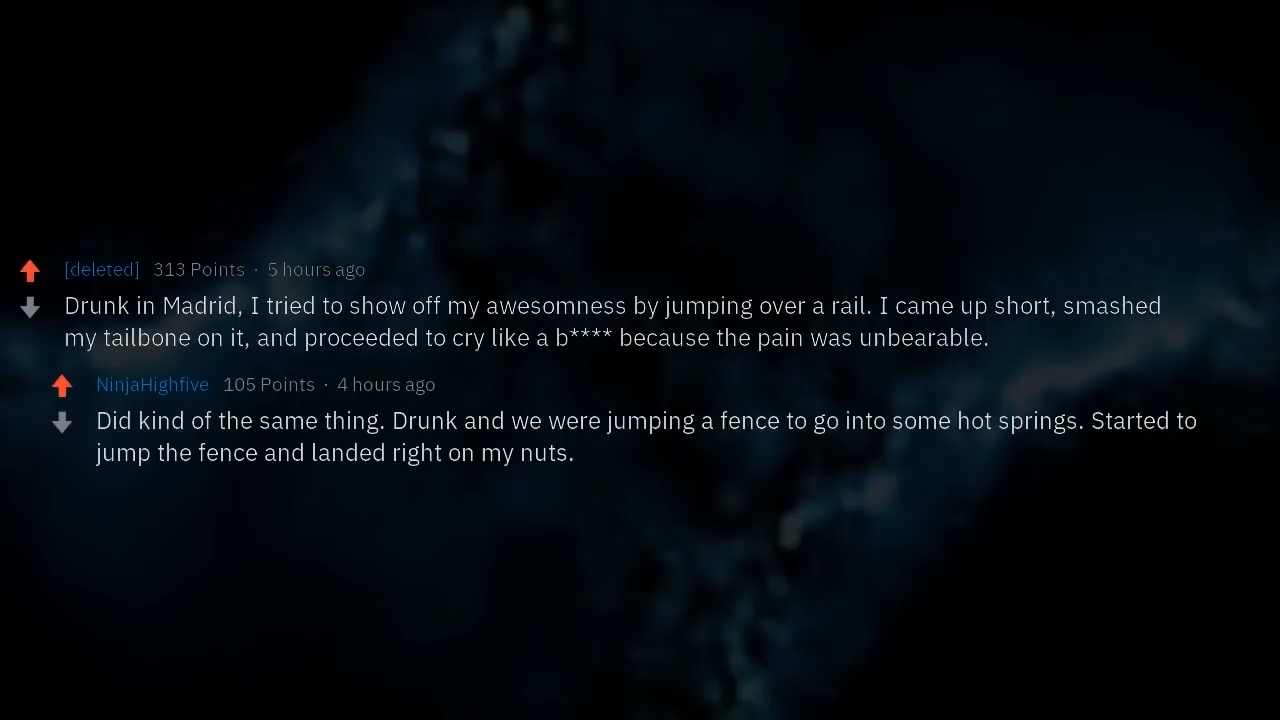 [deleted] 313 Points · 5 hours ago
Drunk in Madrid, I tried to show off my awesomness by jumping over a rail. I came up short, smashed
my tailbone on it, and proceeded to cry like a b**** because the pain was unbearable.
NinjaHighfive 105 Points · 4 hours ago
Did kind of the same thing. Drunk and we were jumping a fence to go into some hot springs. Started to
jump the fence and landed right on my nuts.